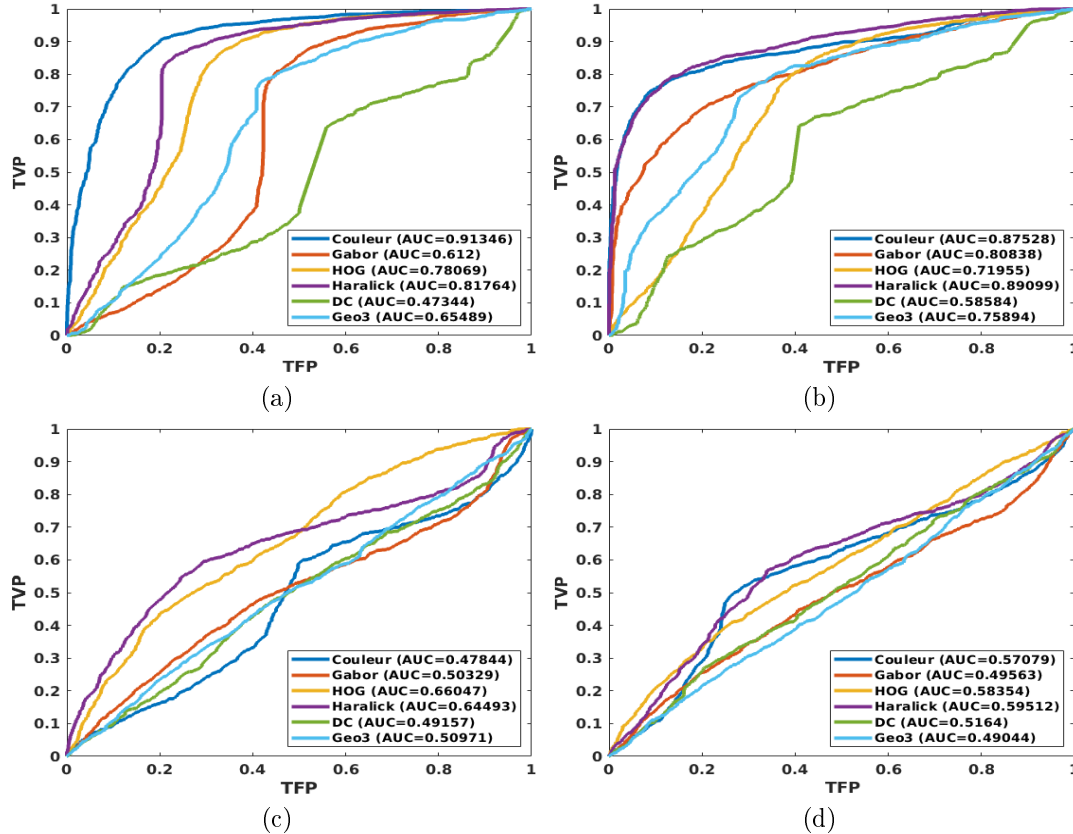 1
0.9
0.8
0.7
0.6
0.5
0.4
0.3
0.2
0.1
0
TVP
0 0.2 0.4 0.6 0.8 1
TFP
Couleur (AUC=0.91346)
Gabor (AUC=0.612)
HOG (AUC=0.78069)
Haralick (AUC=0.81764)
DC (AUC=0.47344)
Geo3 (AUC=0.65489)
(a)
1
0.9
0.8
0.7
0.6
0.5
0.4
0.3
0.2
0.1
0
TVP
0 0.2 0.4 0.6 0.8 1
TFP
Couleur (AUC=0.87528)
Gabor (AUC=0.80838)
HOG (AUC=0.71955)
Haralick (AUC=0.89099)
DC (AUC=0.58584)
Geo3 (AUC=0.75894)
(b)
1
0.9
0.8
0.7
0.6
0.5
0.4
0.3
0.2
0.1
0
TVP
0 0.2 0.4 0.6 0.8 1
TFP
Couleur (AUC=0.47844)
Gabor (AUC=0.50329)
HOG (AUC=0.66047)
Haralick (AUC=0.64493)
DC (AUC=0.49157)
Geo3 (AUC=0.50971)
(c)
1
0.9
0.8
0.7
0.6
0.5
0.4
0.3
0.2
0.1
0
TVP
0 0.2 0.4 0.6 0.8 1
TFP
Couleur (AUC=0.57079)
Gabor (AUC=0.49563)
HOG (AUC=0.58354)
Haralick (AUC=0.59512)
DC (AUC=0.5164)
Geo3 (AUC=0.49044)
(d)